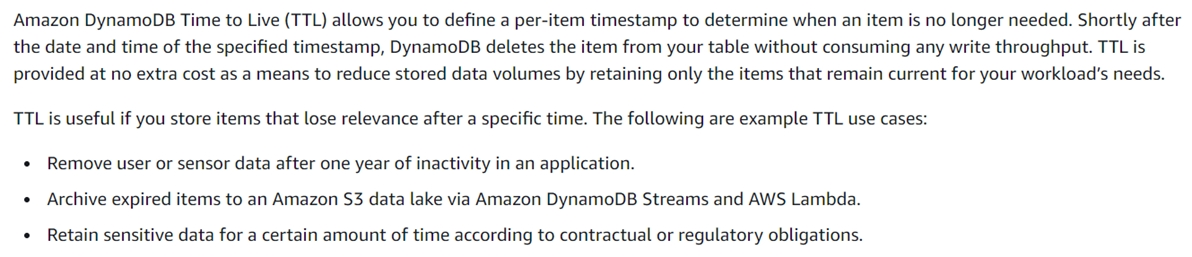 Amazon DynamoDB Time to Live (TTL) allows you to define a per-item timestamp to determine when an item is no longer needed. Shortly after
the date and time of the specified timestamp, DynamoDB deletes the item from your table without consuming any write throughput. TTL is
provided at no extra cost as a means to reduce stored data volumes by retaining only the items that remain current for your workload’s needs.
TTL is useful if you store items that lose relevance after a specific time. The following are example TTL use cases:
• Remove user or sensor data after one year of inactivity in an application.
• Archive expired items to an Amazon S3 data lake via Amazon DynamoDB Streams and AWS Lambda.
• Retain sensitive data for a certain amount of time according to contractual or regulatory obligations.